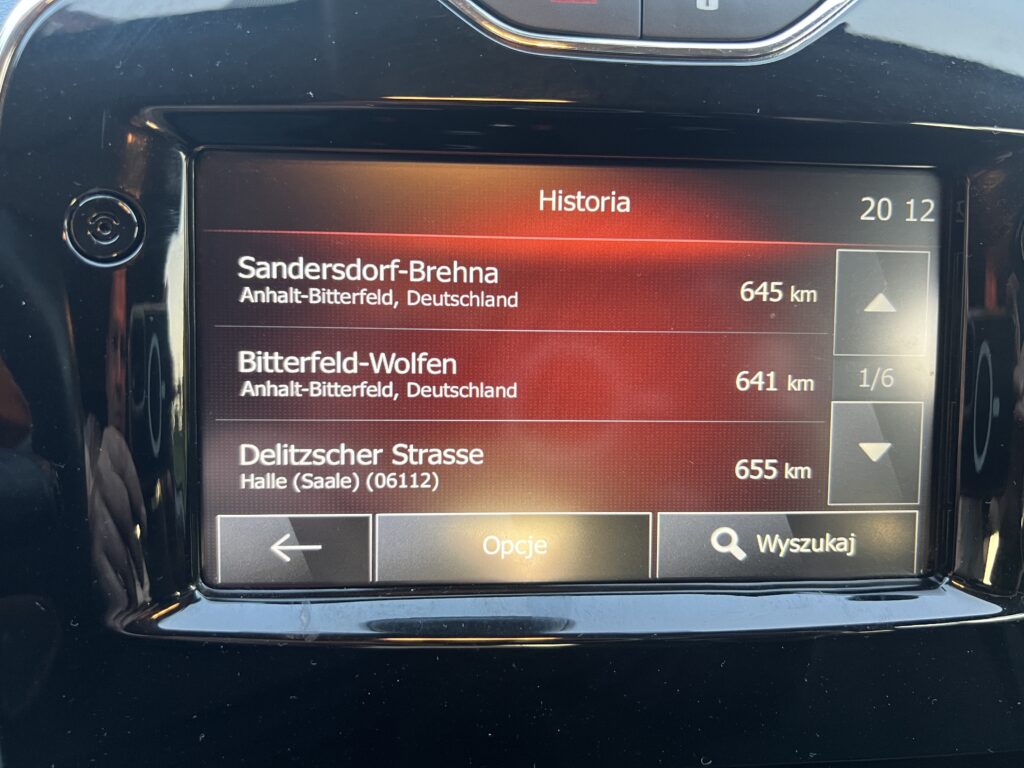 Historia
20 12
Sandersdorf-Brehna
Anhalt-Bitterfeld, Deutschland
645 km
Bitterfeld-Wolfen
Anhalt-Bitterfeld, Deutschland
641 km
1/6
Delitzscher Strasse
Halle (Saale) (06112)
655 km
Opcje
Wyszukaj